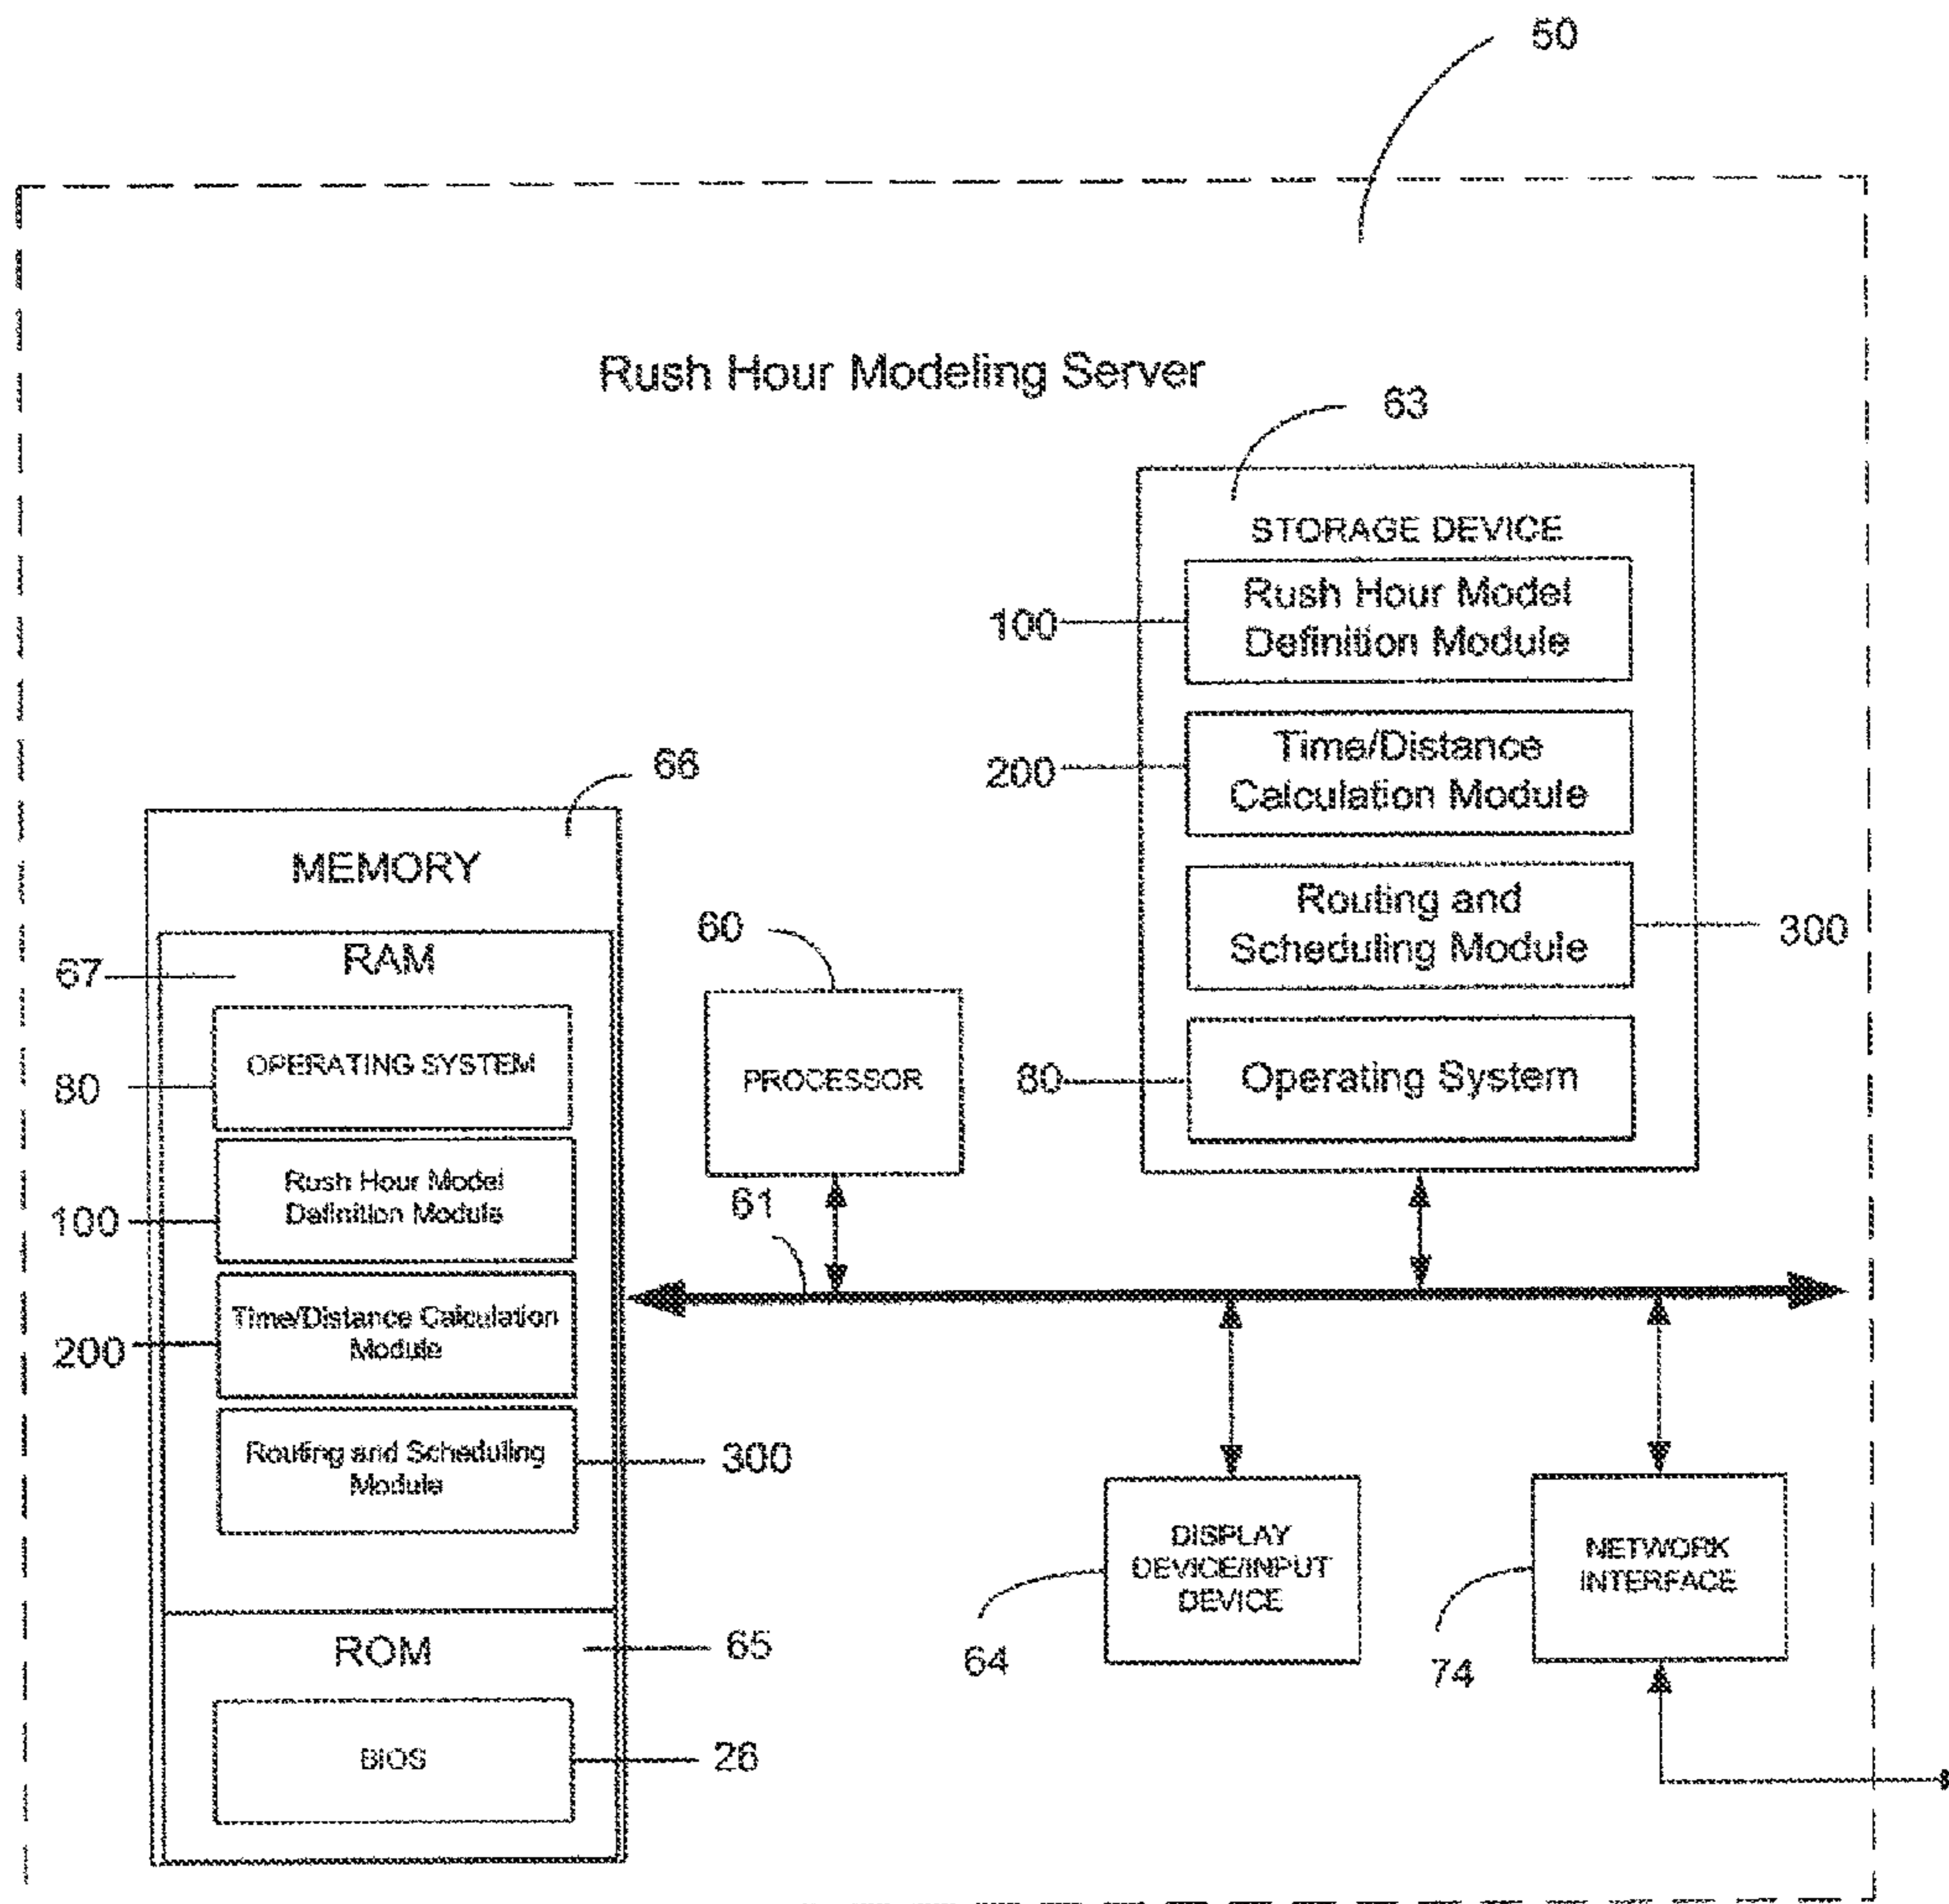 50
Rush Hour Modeling Server
63
STORAGE DEVICE
100
Rush Hour Model
Definition Module
200
Time/Distance
Calculation Module
Routing and
Scheduling Module
300
80
Operating System
66
MEMORY
67
RAM
80
OPERATING SYSTEM
100
Rush Hour Model
Definition Module
200
Time/Distance Calculation
Module
Routing and Scheduling
Module
300
ROM
65
BIOS
26
60
PROCESSOR
61
DISPLAY
DEVICE/INPUT
DEVICE
64
NETWORK
INTERFACE
74